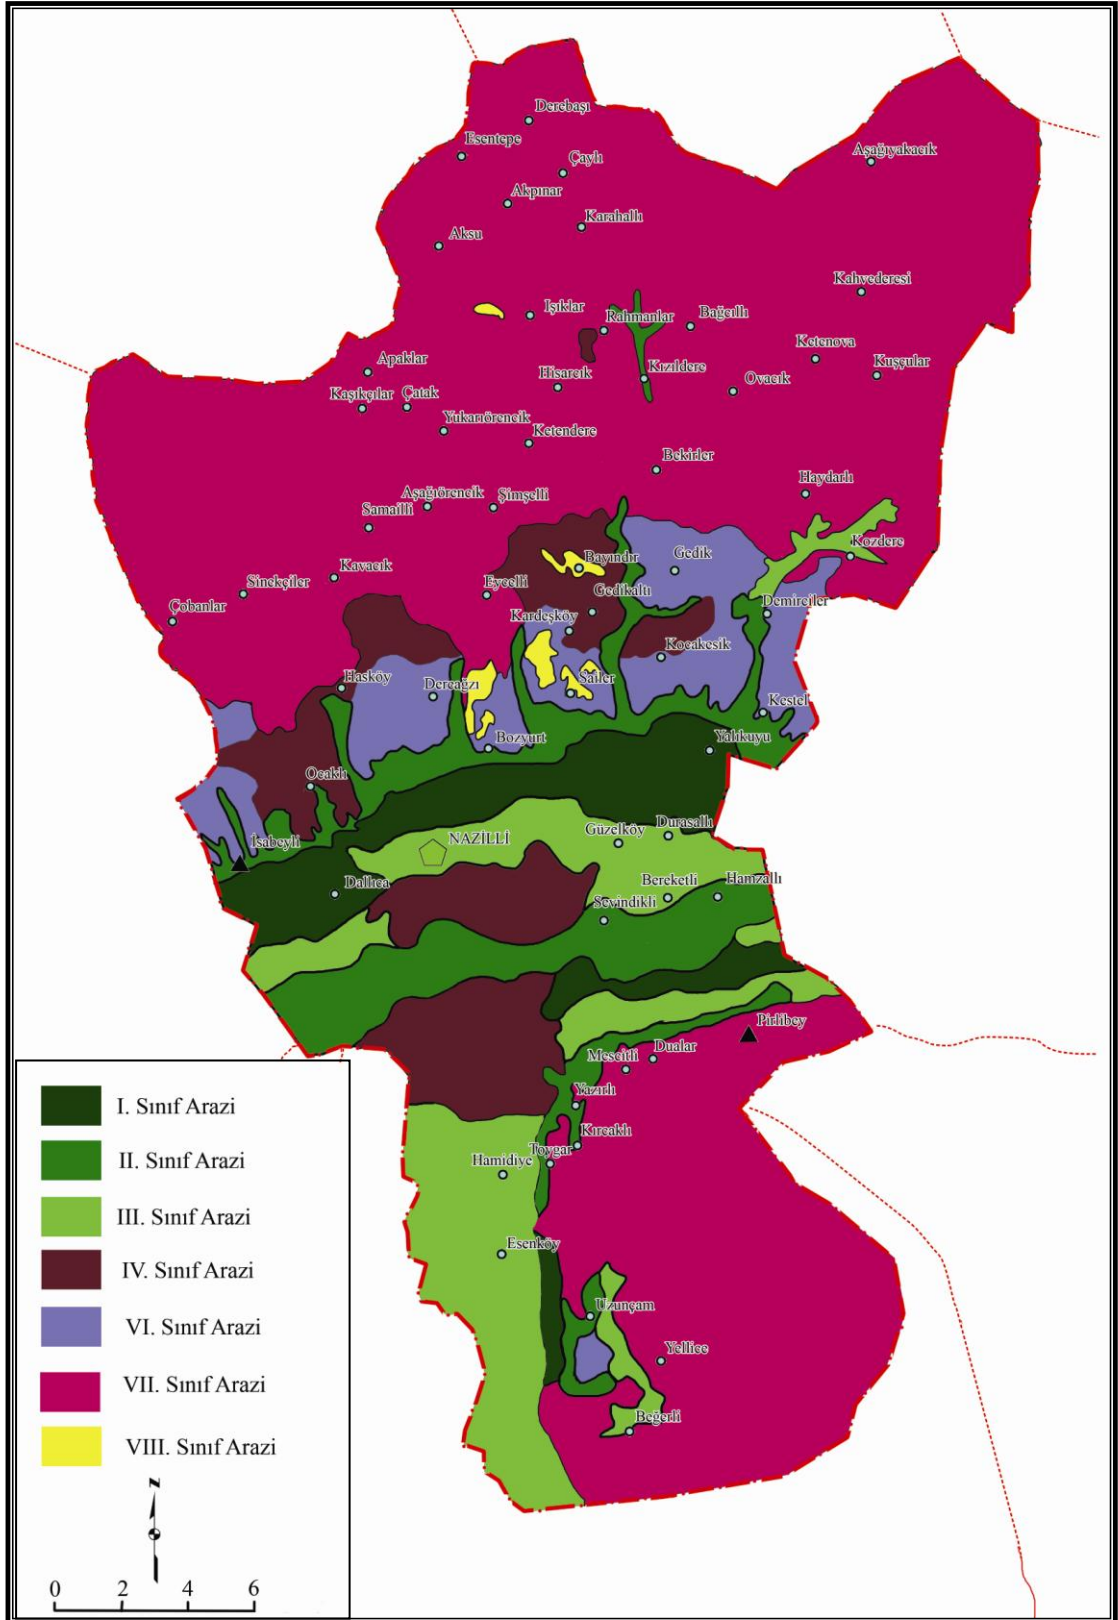 Derebaşı
Esentepe
Aşağıyakacık
Çaylı
Akpınar
Karahallı
Aksu
Kahvederesi
Işıklar
Rahmanlar
Bağcıllı
Ketenova
Apaklar
Hisarcık
Kızıldere
Ovacık
Kuşçular
Kaşıkçılar
Çatak
Yukarıörencik
Ketendere
Bekirler
Haydarlı
Aşağıörencik
Şimşelli
Samailli
Kozdere
Bayındır
Gedik
Kavacık
Sinekçiler
Eycelli
Gedikaltı
Demirciler
Çobanlar
Kardeşköy
Kocakesik
Hasköy
Dereağzı
Sailer
Kestel
Bozyurt
Yalıkuyu
Ocaklı
İsabeyli
NAZİLLİ
Güzelköy
Durasallı
Dallıca
Bereketli
Hamzallı
Sevindikli
Pirlibey
Mescitli
Dualar
Yazırlı
Kırcaklı
Toygar
Hamidiye
Esenköy
Uzunçam
Yellice
Beğerli
I. Sınıf Arazi
II. Sınıf Arazi
III. Sınıf Arazi
IV. Sınıf Arazi
VI. Sınıf Arazi
VII. Sınıf Arazi
VIII. Sınıf Arazi
N
0 2 4 6